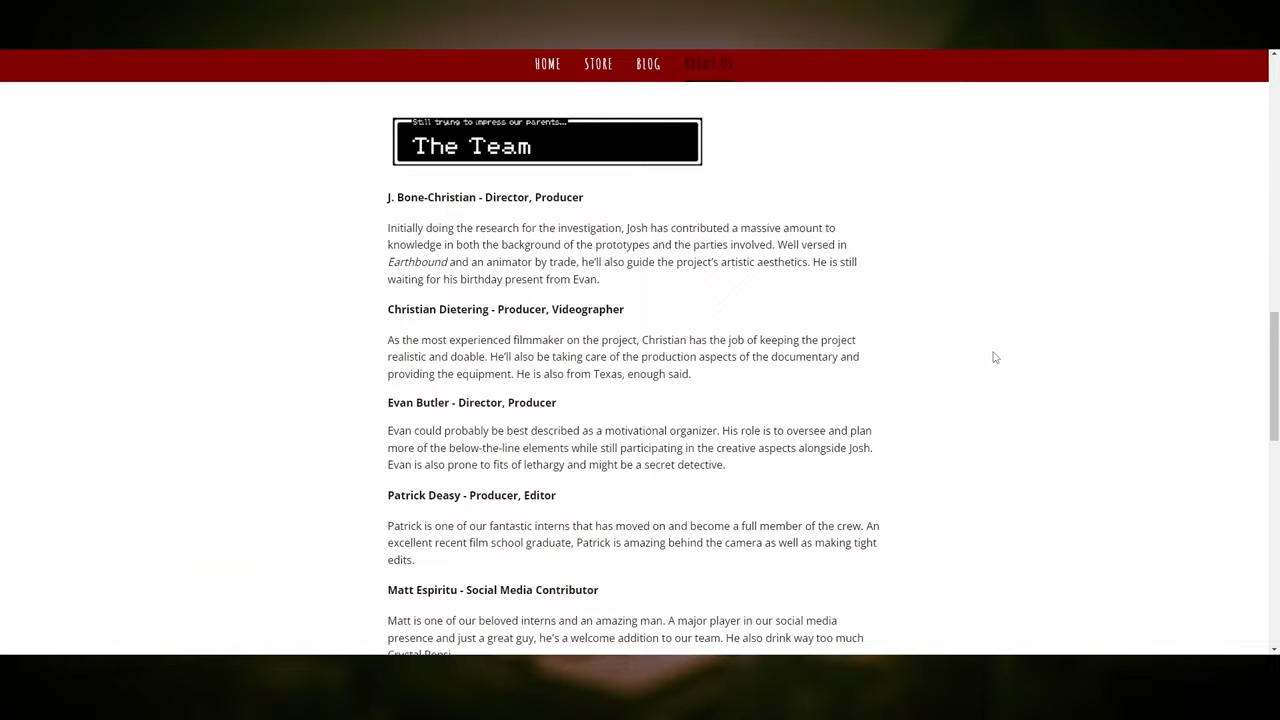 HOME STORE BLOG ABOUT US
Still trying to impress our parents...
The Team
J. Bone-Christian - Director, Producer
Initially doing the research for the investigation, Josh has contributed a massive amount to
knowledge in both the background of the prototypes and the parties involved. Well versed in
Earthbound and an animator by trade, he'll also guide the project's artistic aesthetics. He is still
waiting for his birthday present from Evan.
Christian Dietering - Producer, Videographer
As the most experienced filmmaker on the project, Christian has the job of keeping the project
realistic and doable. He'll also be taking care of the production aspects of the documentary and
providing the equipment. He is also from Texas, enough said.
Evan Butler - Director, Producer
Evan could probably be best described as a motivational organizer. His role is to oversee and plan
more of the below-the-line elements while still participating in the creative aspects alongside Josh.
Evan is also prone to fits of lethargy and might be a secret detective.
Patrick Deasy - Producer, Editor
Patrick is one of our fantastic interns that has moved on and become a full member of the crew. An
excellent recent film school graduate, Patrick is amazing behind the camera as well as making tight
edits.
Matt Espiritu - Social Media Contributor
Matt is one of our beloved interns and an amazing man. A major player in our social media
presence and just a great guy, he's a welcome addition to our team. He also drink way too much
Crystal Pepsi